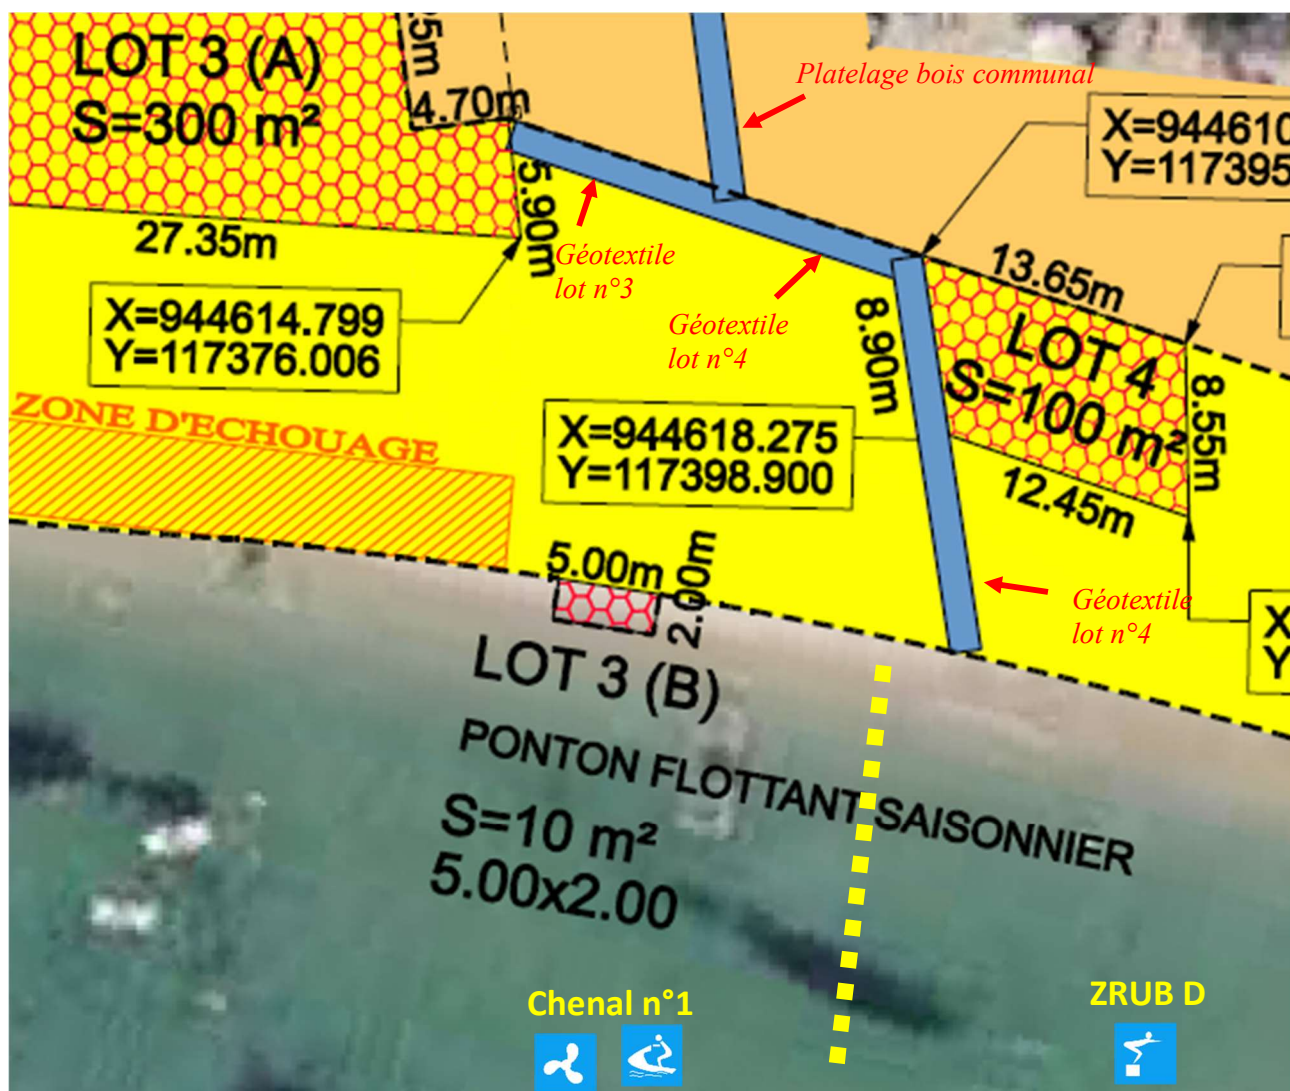 LOT 3 (A)
S=300 m²
4.70m
5.90m
27.35m
Platelage bois communal
X=944610
Y=117395
Géotextile
lot n°3
Géotextile
lot n°4
13.65m
LOT 4
S=100 m²
8.90m
8.55m
12.45m
X=944614.799
Y=117376.006
ZONE D'ECHOUAGE
X=944618.275
Y=117398.900
5.00m
2.00m
Géotextile
lot n°4
X
Y
LOT 3 (B)
PONTON FLOTTANT SAISONNIER
S=10 m²
5.00x2.00
Chenal n°1
ZRUB D